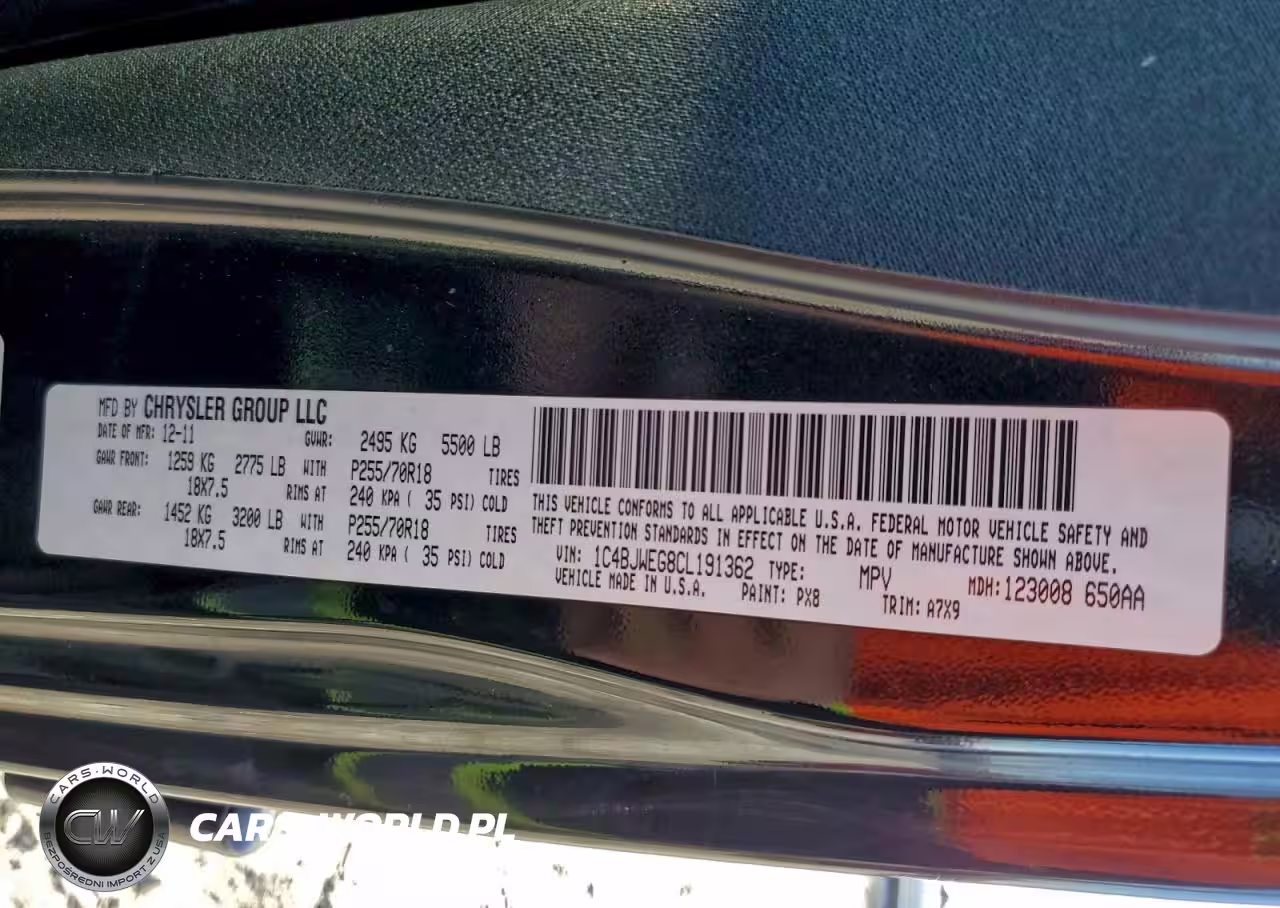 MFD BY CHRYSLER GROUP LLC
DATE OF MFR: 12-11 GVWR: 2495 KG 5500 LB
GAWR FRONT: 1259 KG 2775 LB WITH P255/70R18 TIRES
18X7.5 RIMS AT 240 KPA ( 35 PSI) COLD
GAWR REAR: 1452 KG 3200 LB WITH P255/70R18 TIRES
18X7.5 RIMS AT 240 KPA ( 35 PSI) COLD
THIS VEHICLE CONFORMS TO ALL APPLICABLE U.S.A. FEDERAL MOTOR VEHICLE SAFETY AND
THEFT PREVENTION STANDARDS IN EFFECT ON THE DATE OF MANUFACTURE SHOWN ABOVE.
VIN: 1C4BJWEG8CL191362 TYPE: MPV MDH: 123008 650AA
VEHICLE MADE IN U.S.A. PAINT: PX8 TRIM: A7X9
CARS-WORLD
CW
BEZPOŚREDNI IMPORT Z USA
CARS-WORLD.PL